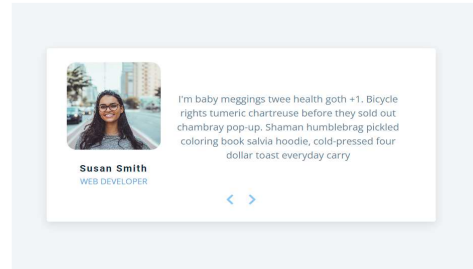 I'm baby meggings twee health goth +1. Bicycle
rights tumeric chartreuse before they sold out
chambray pop-up. Shaman humblebrag pickled
coloring book salvia hoodie, cold-pressed four
dollar toast everyday carry
Susan Smith
WEB DEVELOPER